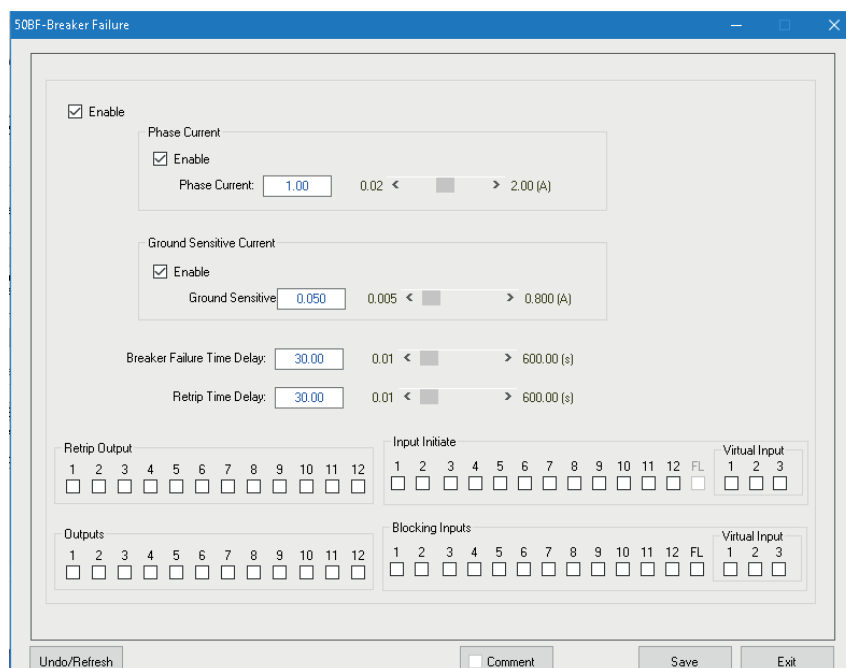 50BF-Breaker Failure
Enable
Phase Current
Enable
Phase Current: 1.00 0.02 < > 2.00 (A)
Ground Sensitive Current
Enable
Ground Sensitive 0.050 0.005 < > 0.800 (A)
Breaker Failure Time Delay: 30.00 0.01 < > 600.00 (s)
Retrip Time Delay: 30.00 0.01 < > 600.00 (s)
Retrip Output
1 2 3 4 5 6 7 8 9 10 11 12
Input Initiate
1 2 3 4 5 6 7 8 9 10 11 12 FL
Virtual Input
1 2 3
Outputs
1 2 3 4 5 6 7 8 9 10 11 12
Blocking Inputs
1 2 3 4 5 6 7 8 9 10 11 12 FL
Virtual Input
1 2 3
Undo/Refresh Comment Save Exit